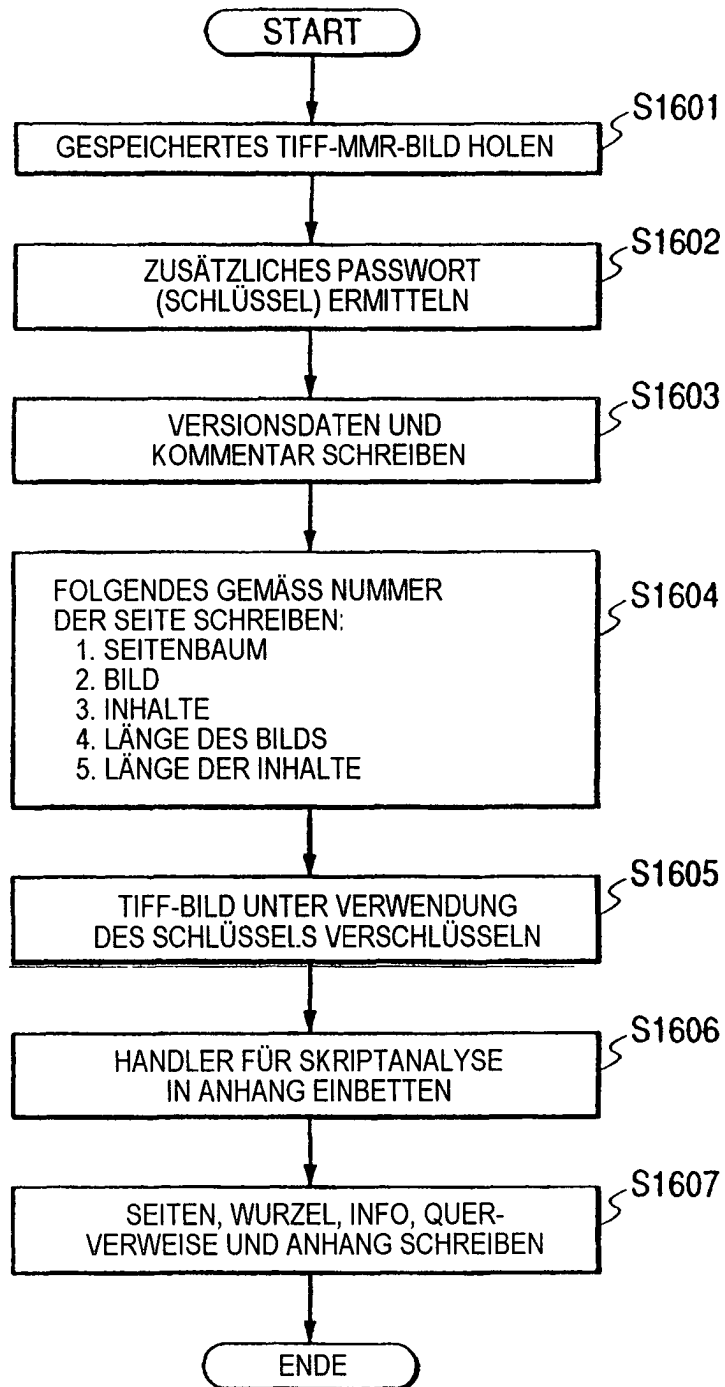 START
S1601
GESPEICHERTES TIFF-MMR-BILD HOLEN
S1602
ZUSÄTZLICHES PASSWORT
(SCHLÜSSEL) ERMITTELN
S1603
VERSIONSDATEN UND
KOMMENTAR SCHREIBEN
S1604
FOLGENDES GEMÄSS NUMMER
DER SEITE SCHREIBEN:
1. SEITENBAUM
2. BILD
3. INHALTE
4. LÄNGE DES BILDS
5. LÄNGE DER INHALTE
S1605
TIFF-BILD UNTER VERWENDUNG
DES SCHLÜSSELS VERSCHLÜSSELN
S1606
HANDLER FÜR SKRIPTANALYSE
IN ANHANG EINBETTEN
S1607
SEITEN, WURZEL, INFO, QUER-
VERWEISE UND ANHANG SCHREIBEN
ENDE